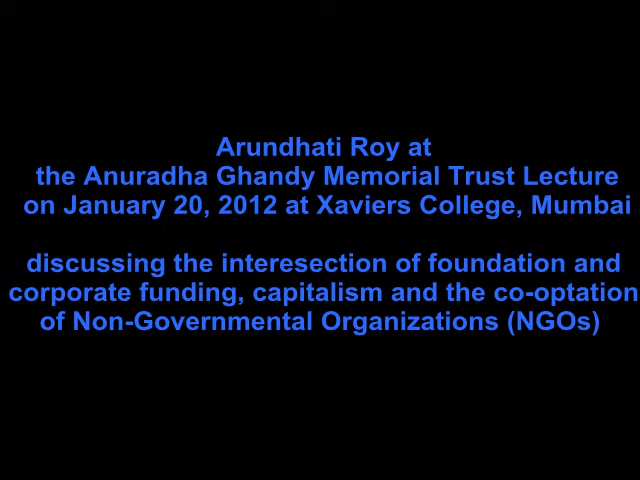 Arundhati Roy at
the Anuradha Ghandy Memorial Trust Lecture
on January 20, 2012 at Xaviers College, Mumbai
discussing the interesection of foundation and
corporate funding, capitalism and the co-optation
of Non-Governmental Organizations (NGOs)